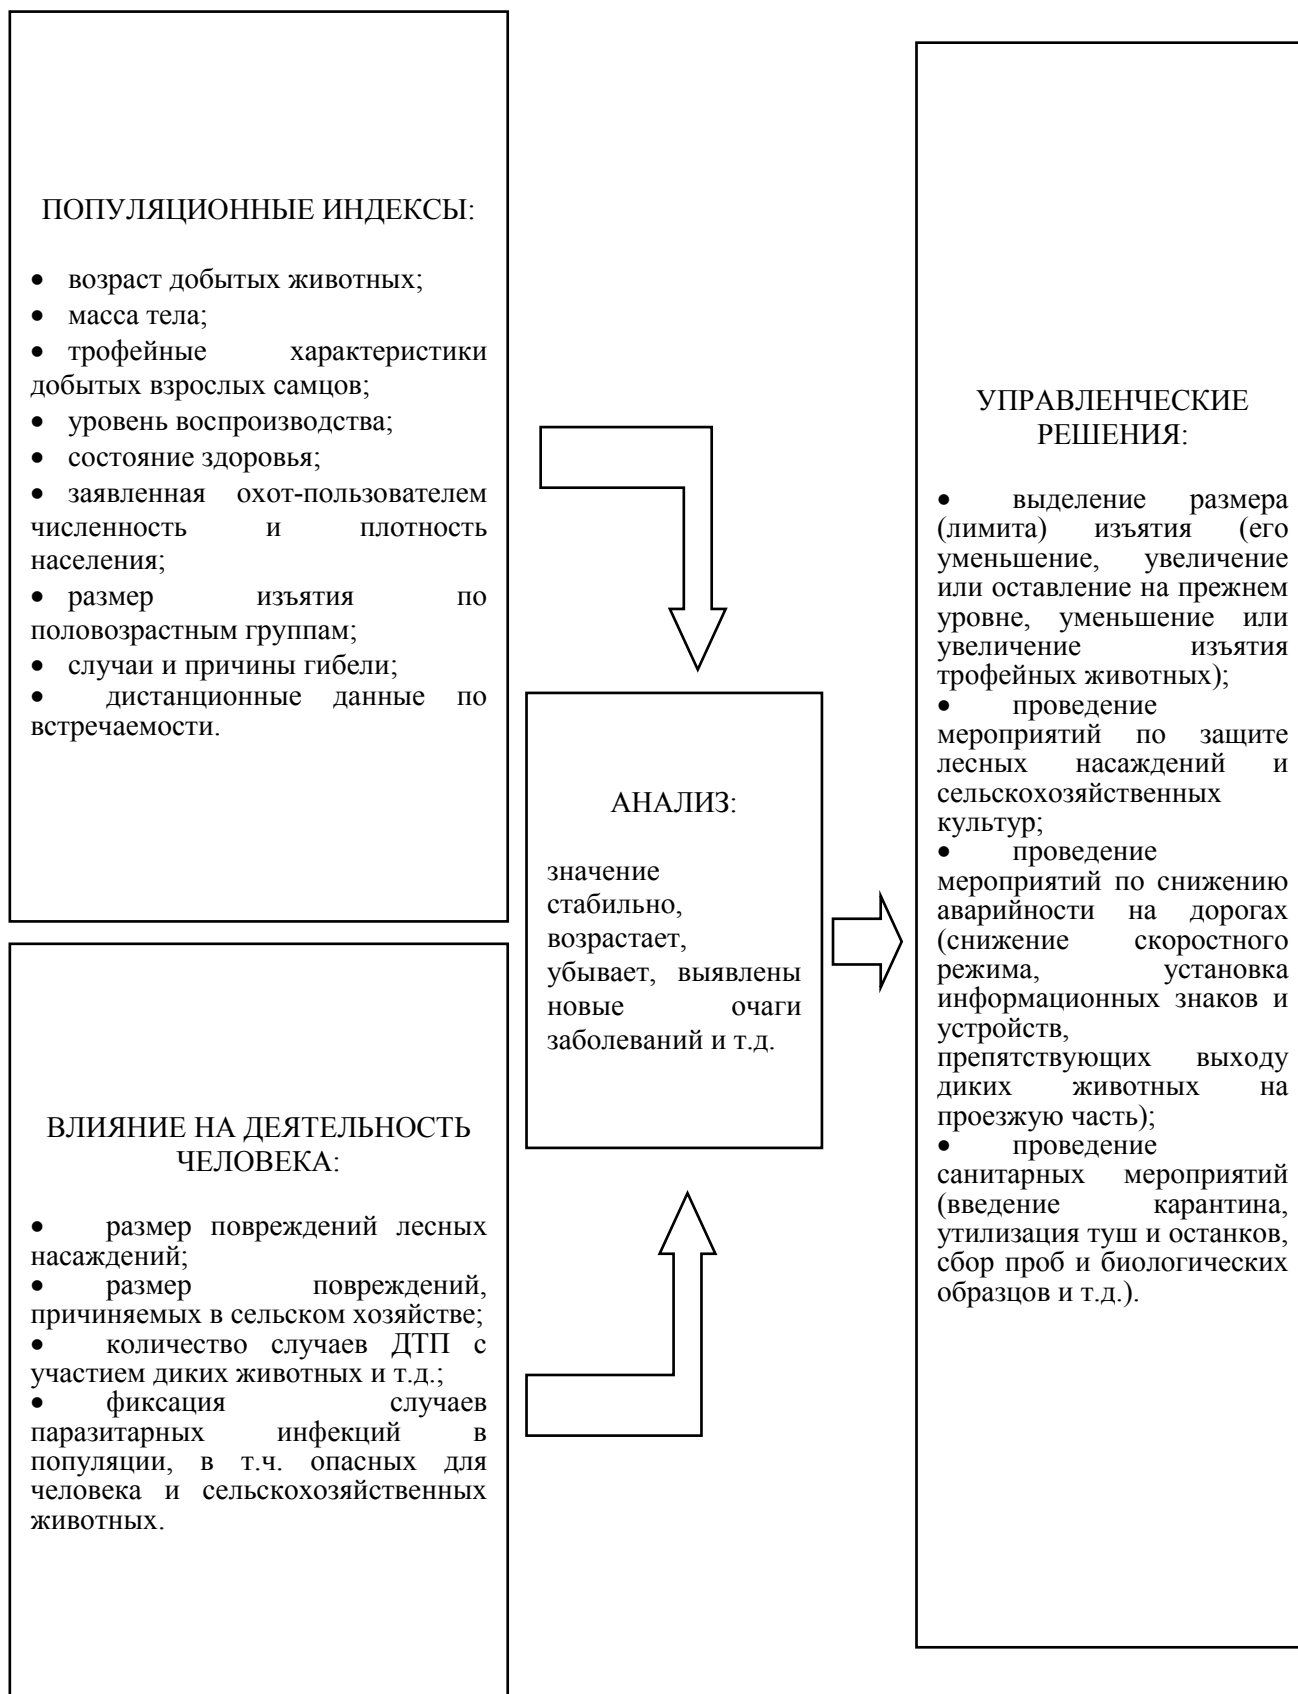 ПОПУЛЯЦИОННЫЕ ИНДЕКСЫ:
• возраст добытых животных;
• масса тела;
• трофейные характеристики
добытых взрослых самцов;
• уровень воспроизводства;
• состояние здоровья;
• заявленная охот-пользователем
численность и плотность
населения;
• размер изъятия по
половозрастным группам;
• случаи и причины гибели;
• дистанционные данные по
встречаемости.
ВЛИЯНИЕ НА ДЕЯТЕЛЬНОСТЬ
ЧЕЛОВЕКА:
• размер повреждений лесных
насаждений;
• размер повреждений,
причиняемых в сельском хозяйстве;
• количество случаев ДТП с
участием диких животных и т.д.;
• фиксация случаев
паразитарных инфекций в
популяции, в т.ч. опасных для
человека и сельскохозяйственных
животных.
АНАЛИЗ:
значение
стабильно,
возрастает,
убывает, выявлены
новые очаги
заболеваний и т.д.
УПРАВЛЕНЧЕСКИЕ
РЕШЕНИЯ:
• выделение размера
(лимита) изъятия (его
уменьшение, увеличение
или оставление на прежнем
уровне, уменьшение или
увеличение изъятия
трофейных животных);
• проведение
мероприятий по защите
лесных насаждений и
сельскохозяйственных
культур;
• проведение
мероприятий по снижению
аварийности на дорогах
(снижение скоростного
режима, установка
информационных знаков и
устройств,
препятствующих выходу
диких животных на
проезжую часть);
• проведение
санитарных мероприятий
(введение карантина,
утилизация туш и останков,
сбор проб и биологических
образцов и т.д.).